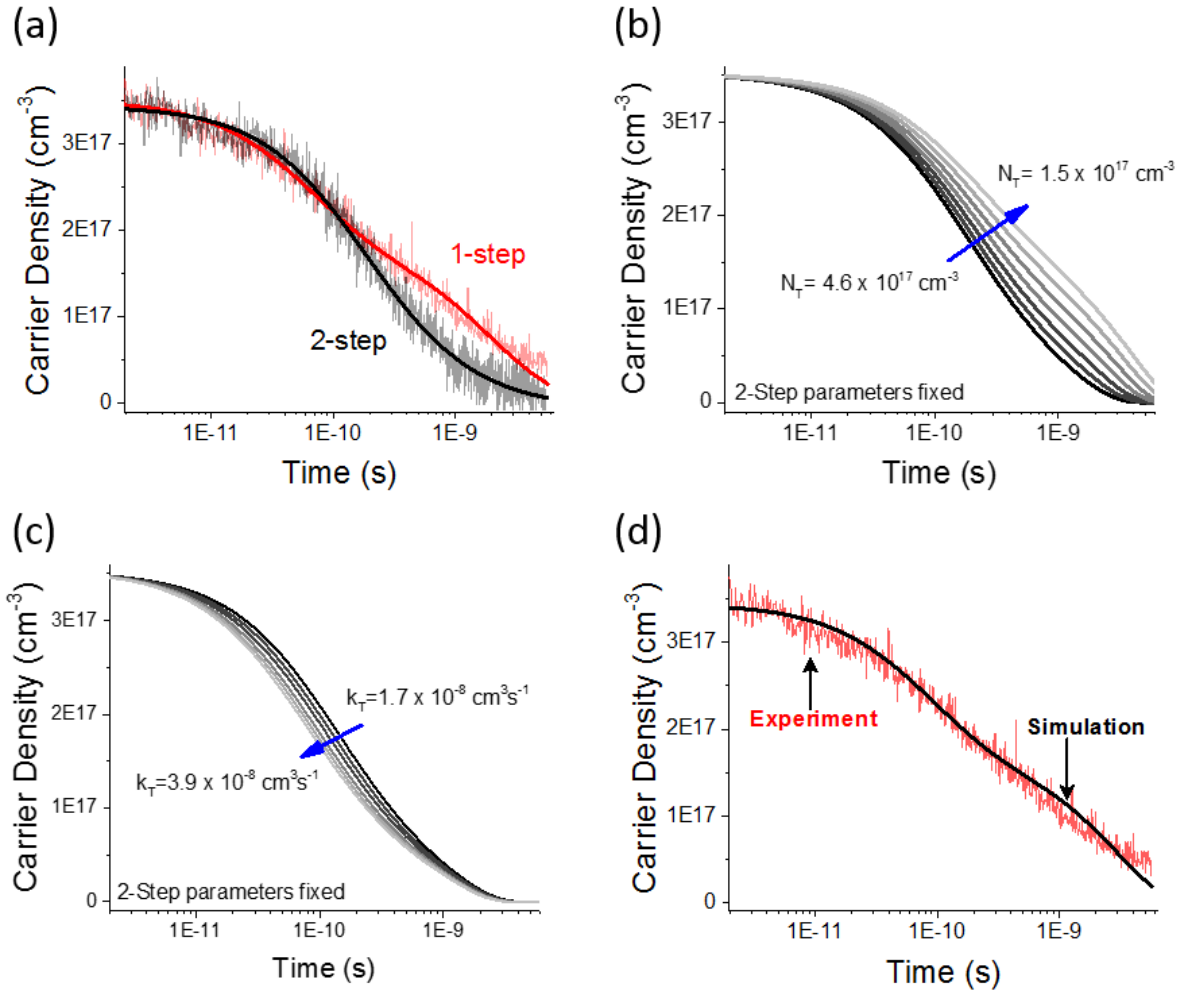 (a)
Carrier Density (cm⁻³)
3E17
2E17
1E17
0
1-step
2-step
1E-11 1E-10 1E-9
Time (s)
(b)
Carrier Density (cm⁻³)
3E17
2E17
1E17
0
N_T= 1.5 x 10¹⁷ cm⁻³
N_T= 4.6 x 10¹⁷ cm⁻³
2-Step parameters fixed
1E-11 1E-10 1E-9
Time (s)
(c)
Carrier Density (cm⁻³)
3E17
2E17
1E17
0
k_T=1.7 x 10⁻⁸ cm³s⁻¹
k_T=3.9 x 10⁻⁸ cm³s⁻¹
2-Step parameters fixed
1E-11 1E-10 1E-9
Time (s)
(d)
Carrier Density (cm⁻³)
3E17
2E17
1E17
0
Experiment
Simulation
1E-11 1E-10 1E-9
Time (s)